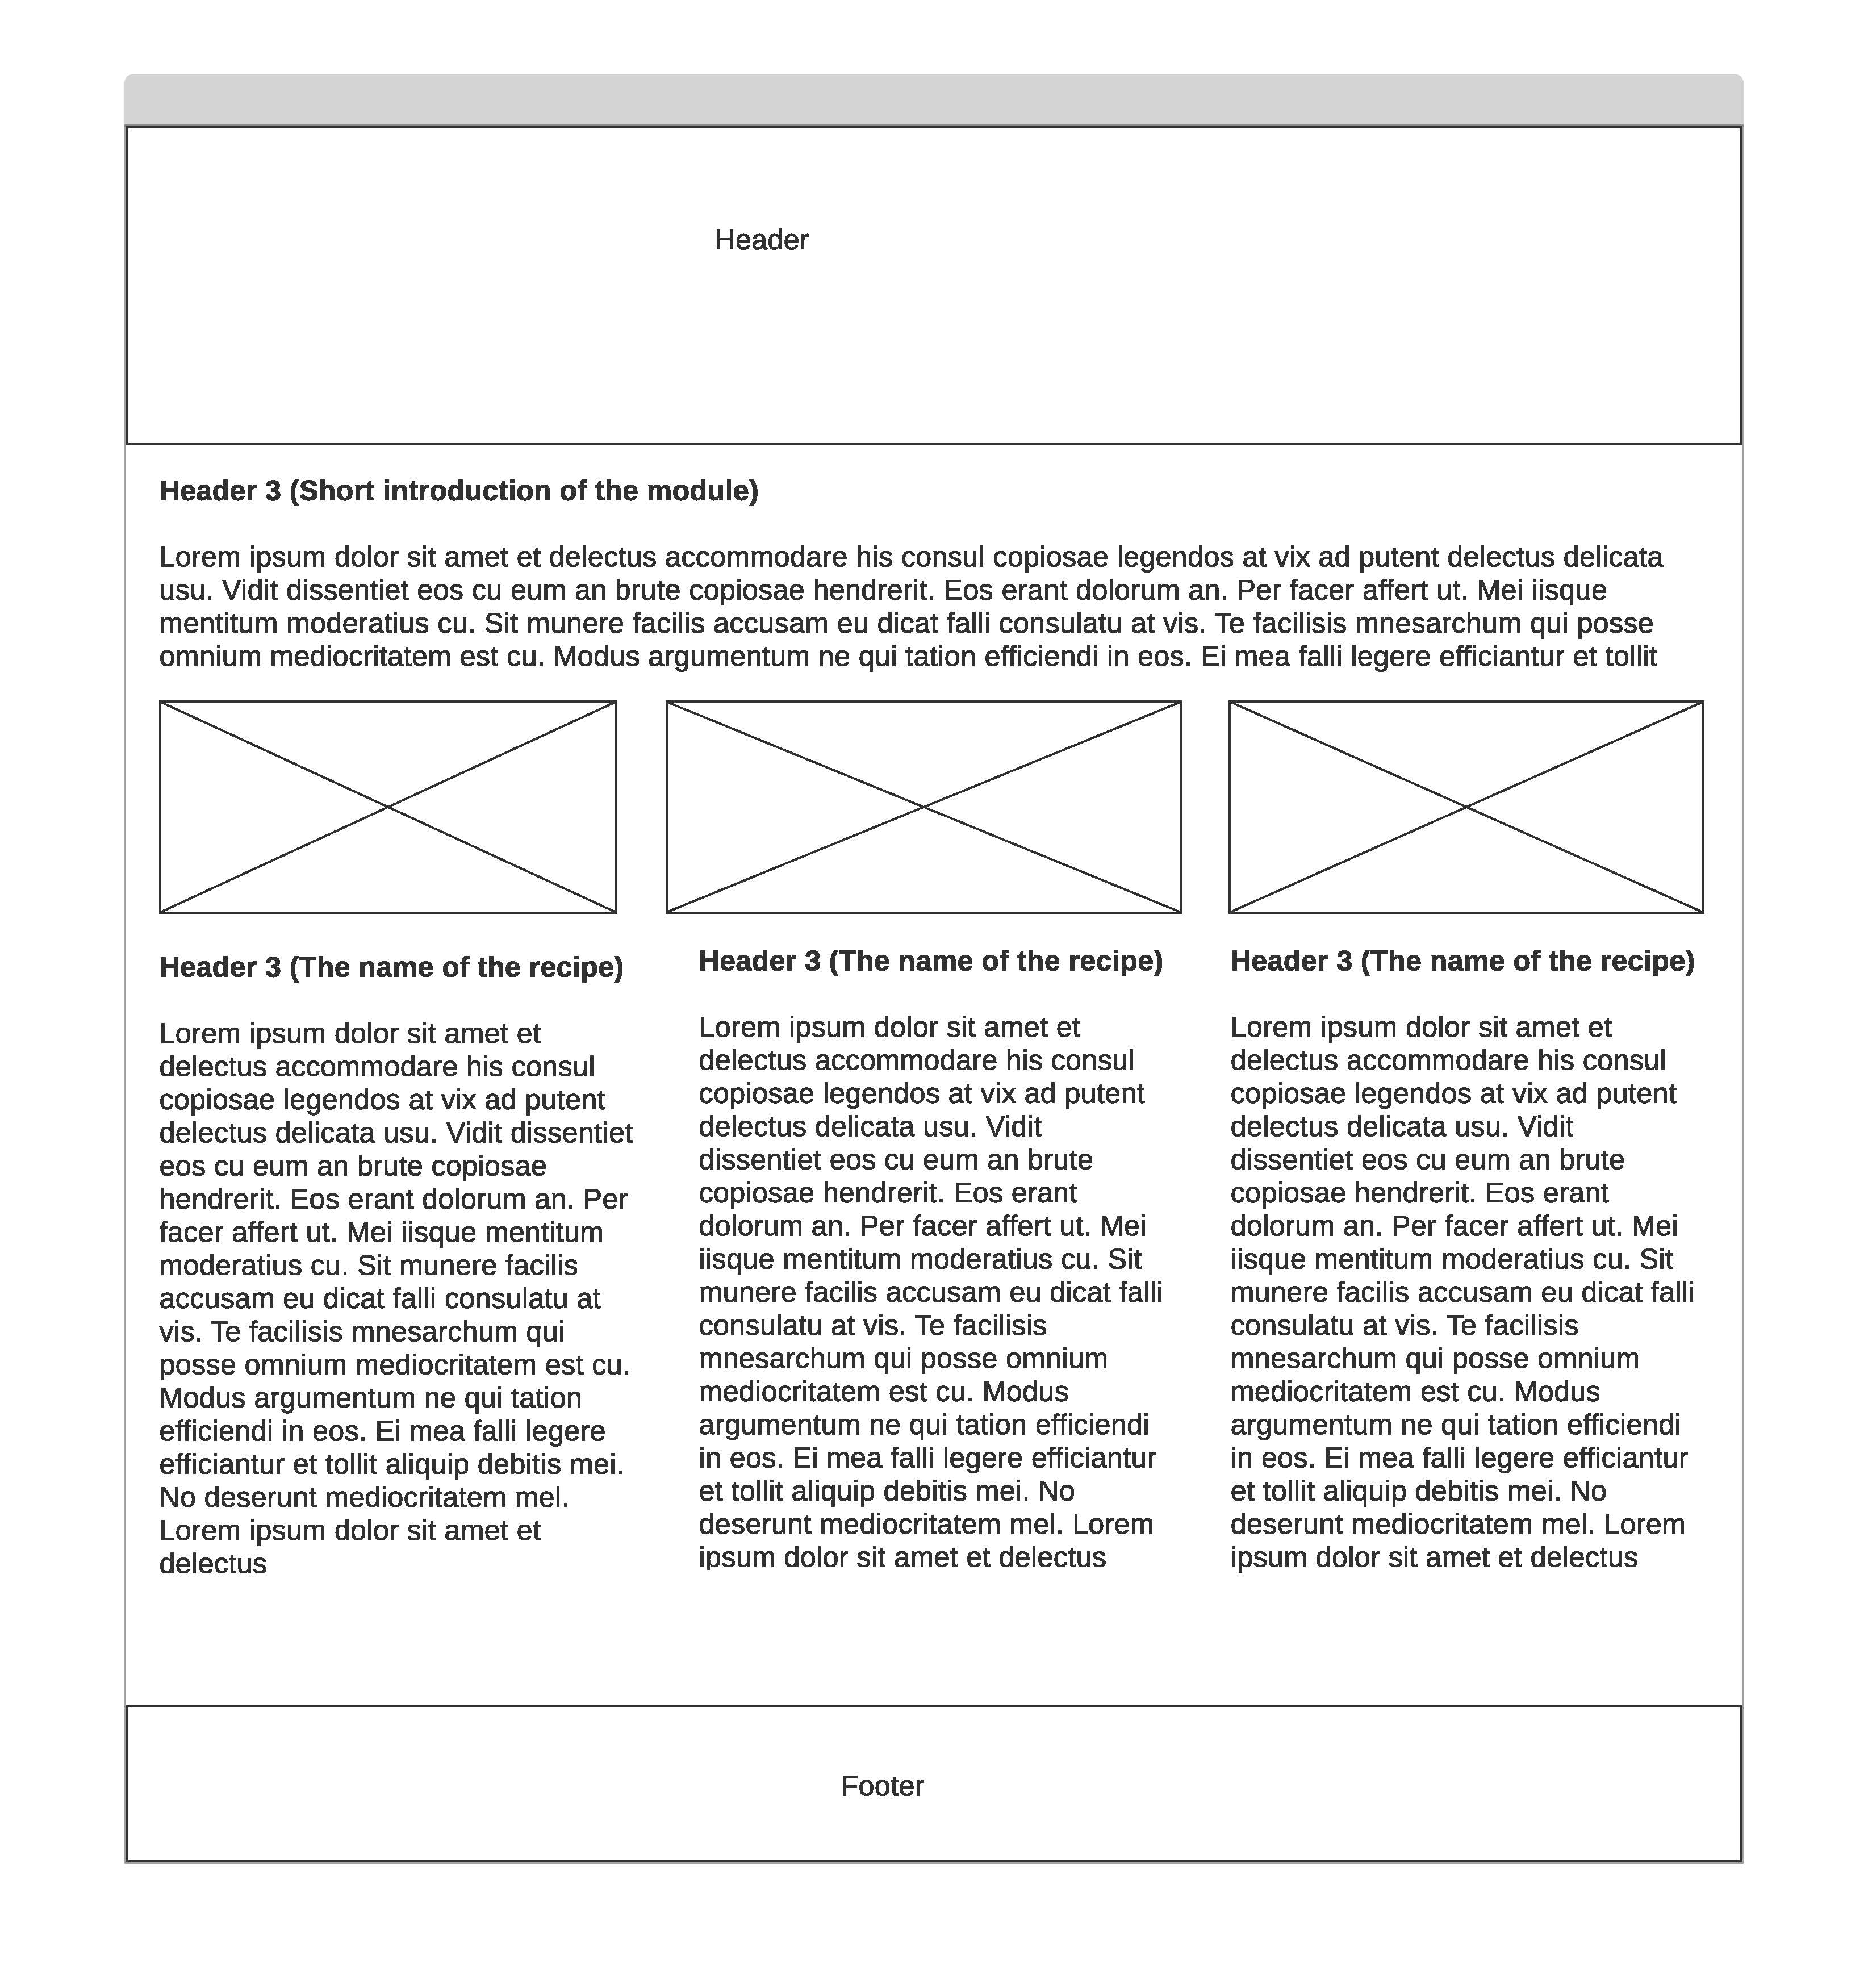 Header
Header 3 (Short introduction of the module)
Lorem ipsum dolor sit amet et delectus accommodare his consul copiosae legendos at vix ad putent delectus delicata
usu. Vidit dissentiet eos cu eum an brute copiosae hendrerit. Eos erant dolorum an. Per facer affert ut. Mei iisque
mentitum moderatius cu. Sit munere facilis accusam eu dicat falli consulatu at vis. Te facilisis mnesarchum qui posse
omnium mediocritatem est cu. Modus argumentum ne qui tation efficiendi in eos. Ei mea falli legere efficiantur et tollit
Header 3 (The name of the recipe)
Lorem ipsum dolor sit amet et
delectus accommodare his consul
copiosae legendos at vix ad putent
delectus delicata usu. Vidit dissentiet
eos cu eum an brute copiosae
hendrerit. Eos erant dolorum an. Per
facer affert ut. Mei iisque mentitum
moderatius cu. Sit munere facilis
accusam eu dicat falli consulatu at
vis. Te facilisis mnesarchum qui
posse omnium mediocritatem est cu.
Modus argumentum ne qui tation
efficiendi in eos. Ei mea falli legere
efficiantur et tollit aliquip debitis mei.
No deserunt mediocritatem mel.
Lorem ipsum dolor sit amet et
delectus
Header 3 (The name of the recipe)
Lorem ipsum dolor sit amet et
delectus accommodare his consul
copiosae legendos at vix ad putent
delectus delicata usu. Vidit
dissentiet eos cu eum an brute
copiosae hendrerit. Eos erant
dolorum an. Per facer affert ut. Mei
iisque mentitum moderatius cu. Sit
munere facilis accusam eu dicat falli
consulatu at vis. Te facilisis
mnesarchum qui posse omnium
mediocritatem est cu. Modus
argumentum ne qui tation efficiendi
in eos. Ei mea falli legere efficiantur
et tollit aliquip debitis mei. No
deserunt mediocritatem mel. Lorem
ipsum dolor sit amet et delectus
Header 3 (The name of the recipe)
Lorem ipsum dolor sit amet et
delectus accommodare his consul
copiosae legendos at vix ad putent
delectus delicata usu. Vidit
dissentiet eos cu eum an brute
copiosae hendrerit. Eos erant
dolorum an. Per facer affert ut. Mei
iisque mentitum moderatius cu. Sit
munere facilis accusam eu dicat falli
consulatu at vis. Te facilisis
mnesarchum qui posse omnium
mediocritatem est cu. Modus
argumentum ne qui tation efficiendi
in eos. Ei mea falli legere efficiantur
et tollit aliquip debitis mei. No
deserunt mediocritatem mel. Lorem
ipsum dolor sit amet et delectus
Footer